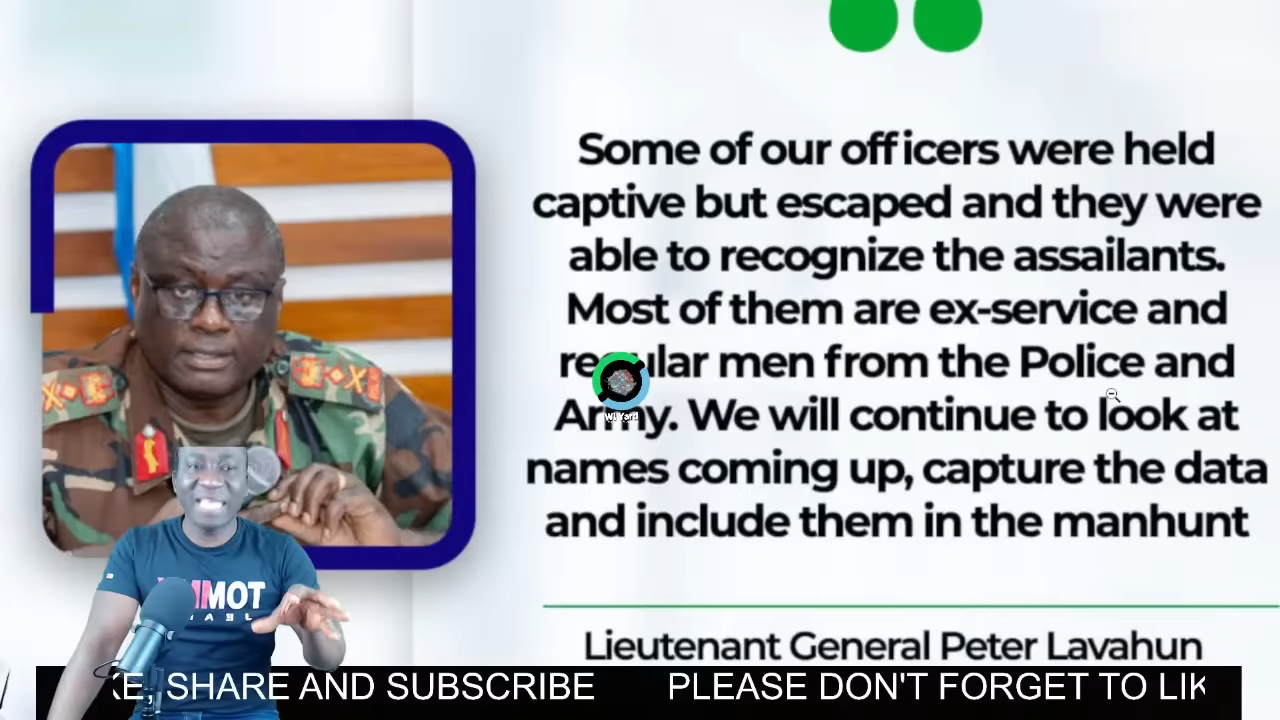 Some of our officers were held
captive but escaped and they were
able to recognize the assailants.
Most of them are ex-service and
regular men from the Police and
Army. We will continue to look at
names coming up, capture the data
and include them in the manhunt
Lieutenant General Peter Lavahun
MOT
E, SHARE AND SUBSCRIBE PLEASE DON'T FORGET TO LIK